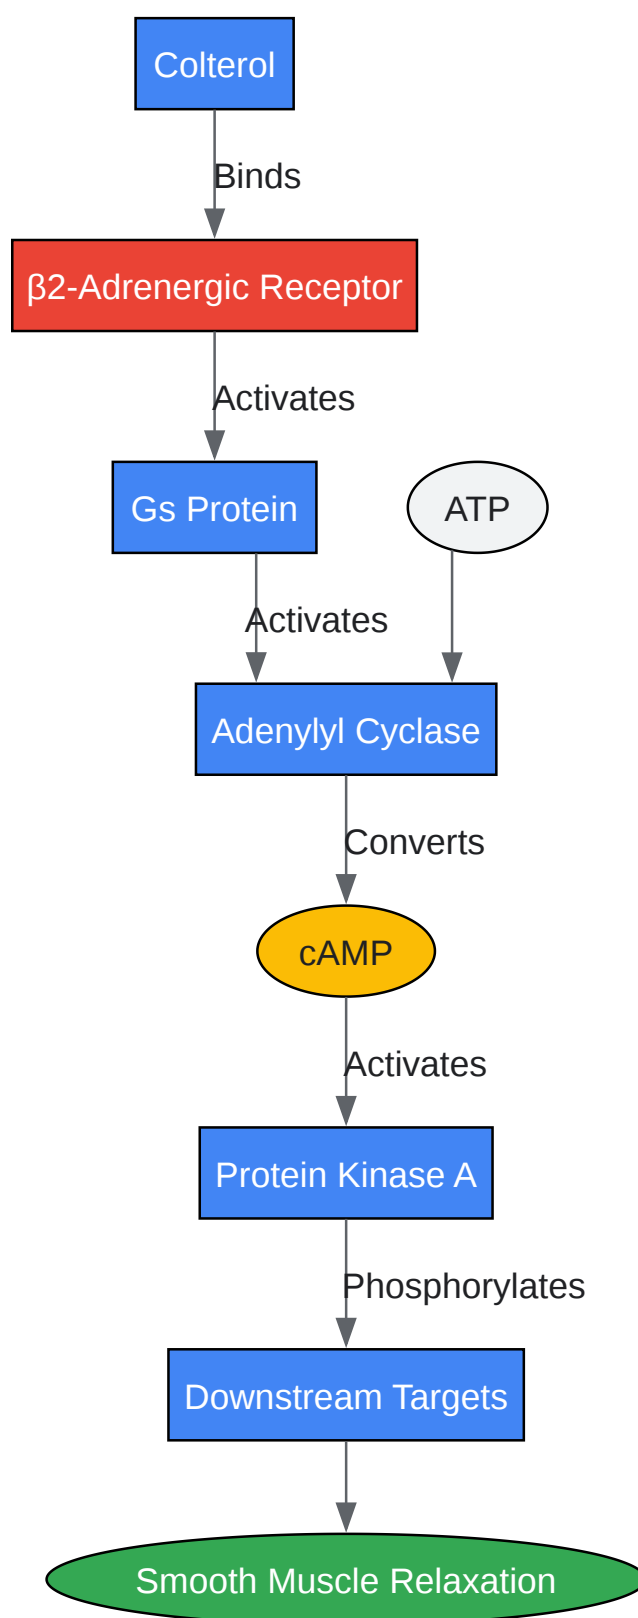 Colterol
Binds
β2-Adrenergic Receptor
Activates
Gs Protein
ATP
Activates
Adenylyl Cyclase
Converts
cAMP
Activates
Protein Kinase A
Phosphorylates
Downstream Targets
Smooth Muscle Relaxation